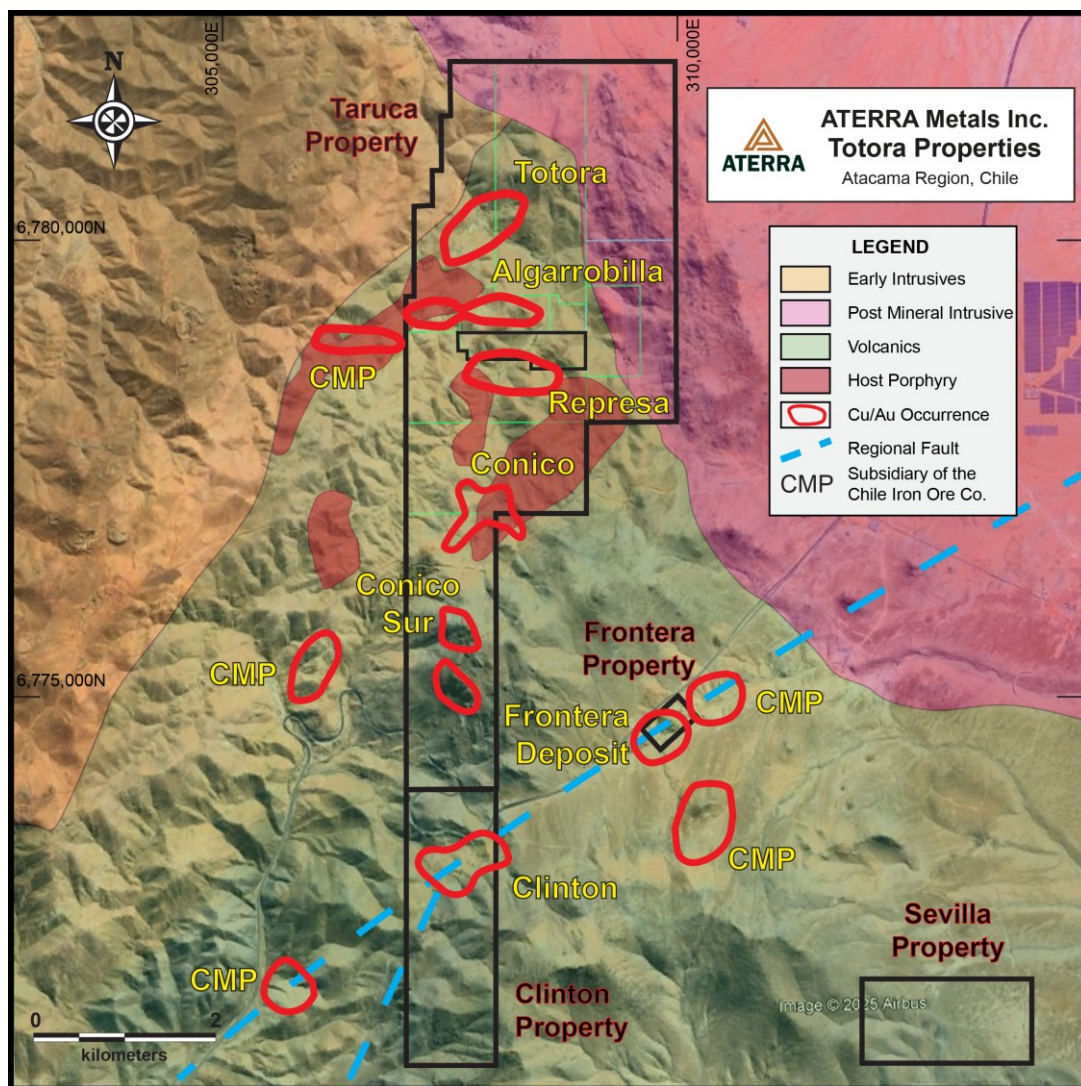 305,000E
310,000E
N
Taruca
Property
ATERRA
ATERRA Metals Inc.
Totora Properties
Atacama Region, Chile
Totora
6,780,000N
LEGEND
Early Intrusives
Post Mineral Intrusive
Volcanics
Host Porphyry
Cu/Au Occurrence
Regional Fault
CMP
Subsidiary of the
Chile Iron Ore Co.
Algarrobilla
CMP
Represa
Conico
Conico
Sur
Frontera
Property
CMP
6,775,000N
CMP
Frontera
Deposit
CMP
Clinton
Sevilla
Property
CMP
Clinton
Property
Image © 2025 Airbus
0
2
kilometers